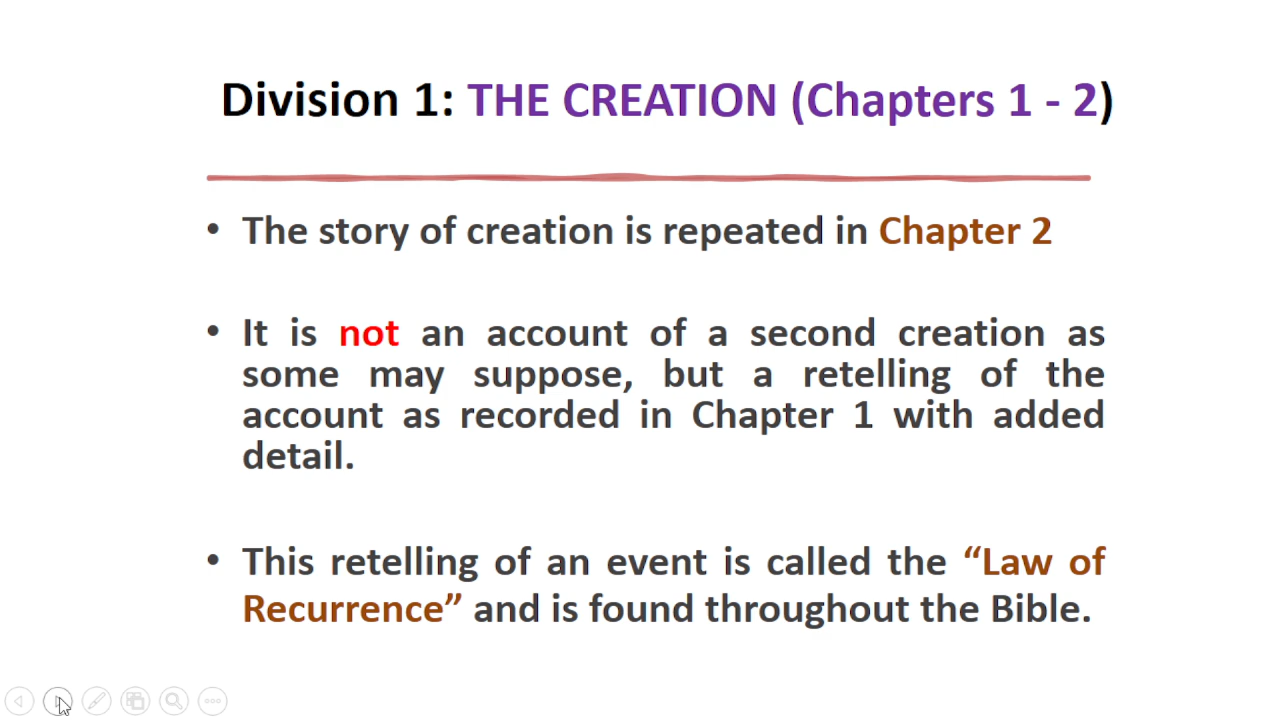 Division 1: THE CREATION (Chapters 1 - 2)
• The story of creation is repeated in Chapter 2
• It is not an account of a second creation as
some may suppose, but a retelling of the
account as recorded in Chapter 1 with added
detail.
• This retelling of an event is called the “Law of
Recurrence” and is found throughout the Bible.